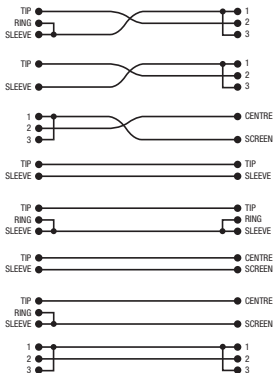 TIP 1
RING 2
SLEEVE 3
TIP 1
2
SLEEVE 3
1 CENTRE
2
3 SCREEN
TIP TIP
SLEEVE SLEEVE
TIP TIP
RING RING
SLEEVE SLEEVE
TIP CENTRE
SLEEVE SCREEN
TIP CENTRE
RING
SLEEVE SCREEN
1 1
2 2
3 3